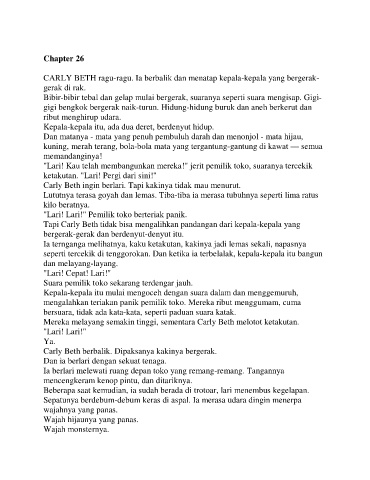 Chapter 26
CARLY BETH ragu-ragu. Ia berbalik dan menatap kepala-kepala yang bergerak-
gerak di rak.
Bibir-bibir tebal dan gelap mulai bergerak, suaranya seperti suara mengisap. Gigi-
gigi bengkok bergerak naik-turun. Hidung-hidung buruk dan aneh berkerut dan
ribut menghirup udara.
Kepala-kepala itu, ada dua deret, berdenyut hidup.
Dan matanya - mata yang penuh pembuluh darah dan menonjol - mata hijau,
kuning, merah terang, bola-bola mata yang tergantung-gantung di kawat — semua
memandanginya!
"Lari! Kau telah membangunkan mereka!" jerit pemilik toko, suaranya tercekik
ketakutan. "Lari! Pergi dari sini!"
Carly Beth ingin berlari. Tapi kakinya tidak mau menurut.
Lututnya terasa goyah dan lemas. Tiba-tiba ia merasa tubuhnya seperti lima ratus
kilo beratnya.
"Lari! Lari!" Pemilik toko berteriak panik.
Tapi Carly Beth tidak bisa mengalihkan pandangan dari kepala-kepala yang
bergerak-gerak dan berdenyut-denyut itu.
Ia ternganga melihatnya, kaku ketakutan, kakinya jadi lemas sekali, napasnya
seperti tercekik di tenggorokan. Dan ketika ia terbelalak, kepala-kepala itu bangun
dan melayang-layang.
"Lari! Cepat! Lari!"
Suara pemilik toko sekarang terdengar jauh.
Kepala-kepala itu mulai mengoceh dengan suara dalam dan menggemuruh,
mengalahkan teriakan panik pemilik toko. Mereka ribut menggumam, cuma
bersuara, tidak ada kata-kata, seperti paduan suara katak.
Mereka melayang semakin tinggi, sementara Carly Beth melotot ketakutan.
"Lari! Lari!"
Ya.
Carly Beth berbalik. Dipaksanya kakinya bergerak.
Dan ia berlari dengan sekuat tenaga.
Ia berlari melewati ruang depan toko yang remang-remang. Tangannya
mencengkeram kenop pintu, dan ditariknya.
Beberapa saat kemudian, ia sudah berada di trotoar, lari menembus kegelapan.
Sepatunya berdebum-debum keras di aspal. Ia merasa udara dingin menerpa
wajahnya yang panas.
Wajah hijaunya yang panas.
Wajah monsternya.